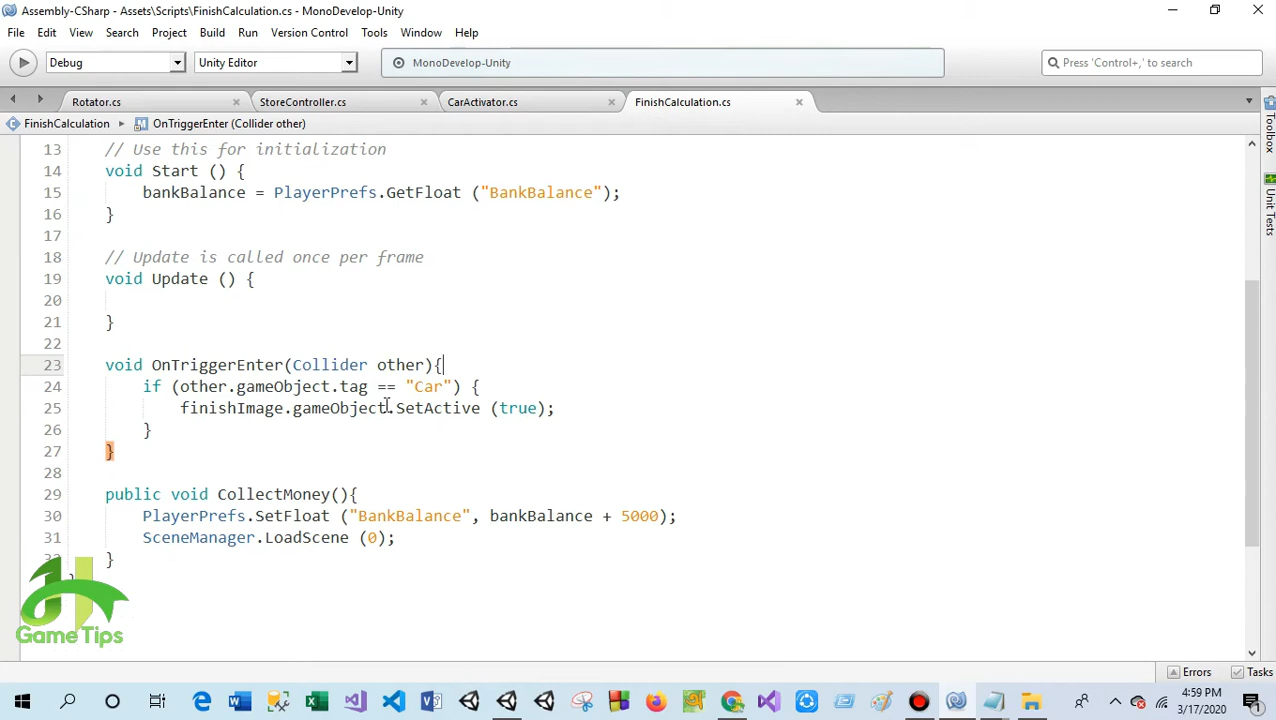 Assembly-CSharp - Assets\Scripts\FinishCalculation.cs - MonoDevelop-Unity
File Edit View Search Project Build Run Version Control Tools Window Help
Debug Unity Editor MonoDevelop-Unity Press 'Control+,' to search
Rotator.cs StoreController.cs CarActivator.cs FinishCalculation.cs
FinishCalculation OnTriggerEnter (Collider other)
Toolbox
Unit Tests
13 // Use this for initialization
14 void Start () {
15 bankBalance = PlayerPrefs.GetFloat ("BankBalance");
16 }
17
18 // Update is called once per frame
19 void Update () {
20
21 }
22
23 void OnTriggerEnter(Collider other){
24 if (other.gameObject.tag == "Car") {
25 finishImage.gameObject.SetActive (true);
26 }
27 }
28
29 public void CollectMoney(){
30 PlayerPrefs.SetFloat ("BankBalance", bankBalance + 5000);
31 SceneManager.LoadScene (0);
32 }
}
GameTips
Errors Tasks
4:59 PM
3/17/2020